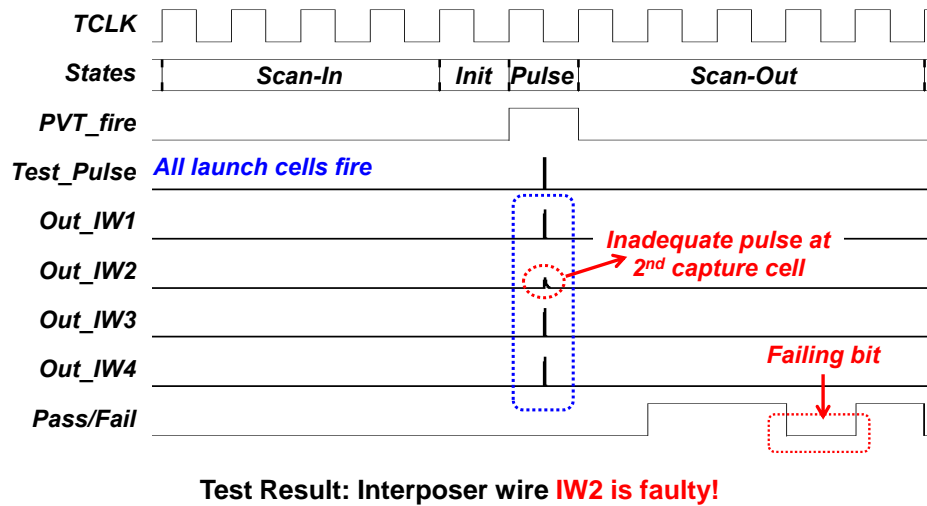 TCLK
States Scan-In Init Pulse Scan-Out
PVT_fire
Test_Pulse All launch cells fire
Out_IW1
Inadequate pulse at
2nd capture cell
Out_IW2
Out_IW3
Out_IW4
Failing bit
Pass/Fail
Test Result: Interposer wire IW2 is faulty!